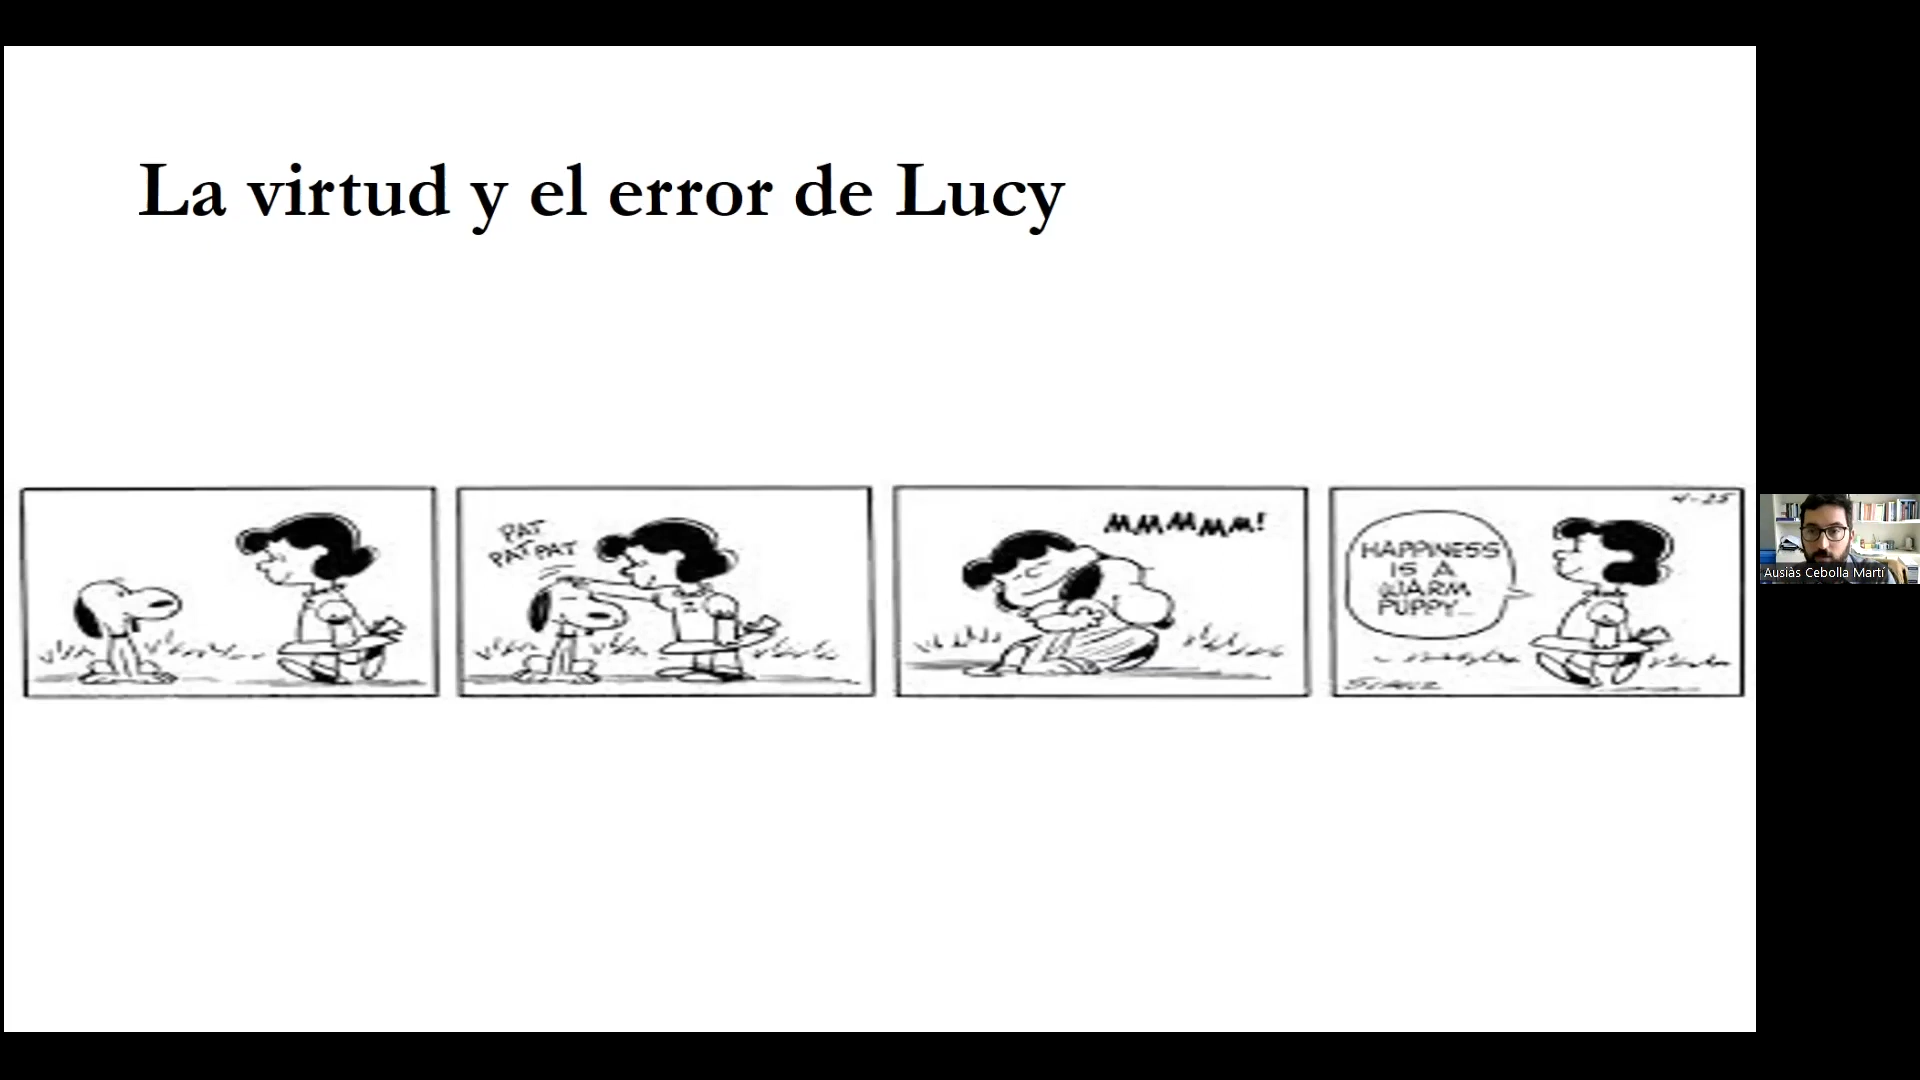 La virtud y el error de Lucy
PAT
PAT PAT
MMMMM!
4-25
HAPPINESS
IS A
WARM
PUPPY...
SCHULZ
Ausiàs Cebolla Martí